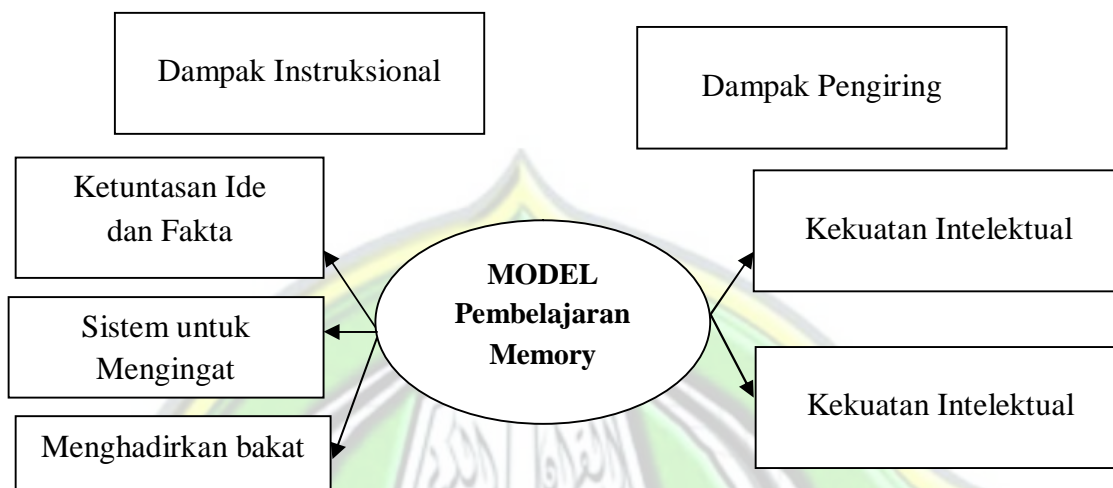 Dampak Instruksional
Dampak Pengiring
Ketuntasan Ide
dan Fakta
Sistem untuk
Mengingat
Menghadirkan bakat
MODEL
Pembelajaran
Memory
Kekuatan Intelektual
Kekuatan Intelektual